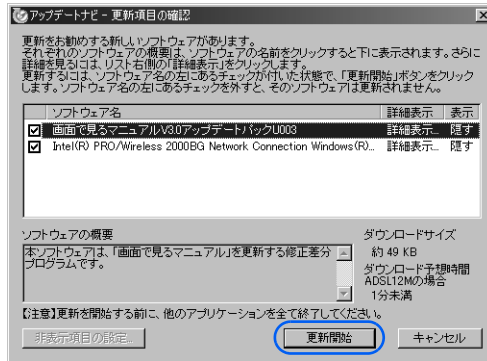 アップデートナビ - 更新項目の確認
更新をお勧めする新しいソフトウェアがあります。
それぞれのソフトウェアの概要は、ソフトウェアの名前をクリックすると下に表示されます。さらに
詳細を見るには、リスト右側の「詳細表示」をクリックします。
更新するには、ソフトウェア名の左にあるチェックが付いた状態で、「更新開始」ボタンをクリック
します。ソフトウェア名の左にあるチェックを外すと、そのソフトウェアは更新されません。
ソフトウェア名 詳細表示 表示
画面で見るマニュアルV3.0アップデートパックU003 詳細表示... 隠す
Intel(R) PRO/Wireless 2000BG Network Connection Windows(R)... 詳細表示... 隠す
ソフトウェアの概要
本ソフトウェアは、「画面で見るマニュアル」を更新する修正差分
プログラムです。
ダウンロードサイズ
約 49 KB
ダウンロード予想時間
ADSL12Mの場合
1分未満
【注意】更新を開始する前に、他のアプリケーションを全て終了してください。
非表示項目の設定... 更新開始 キャンセル